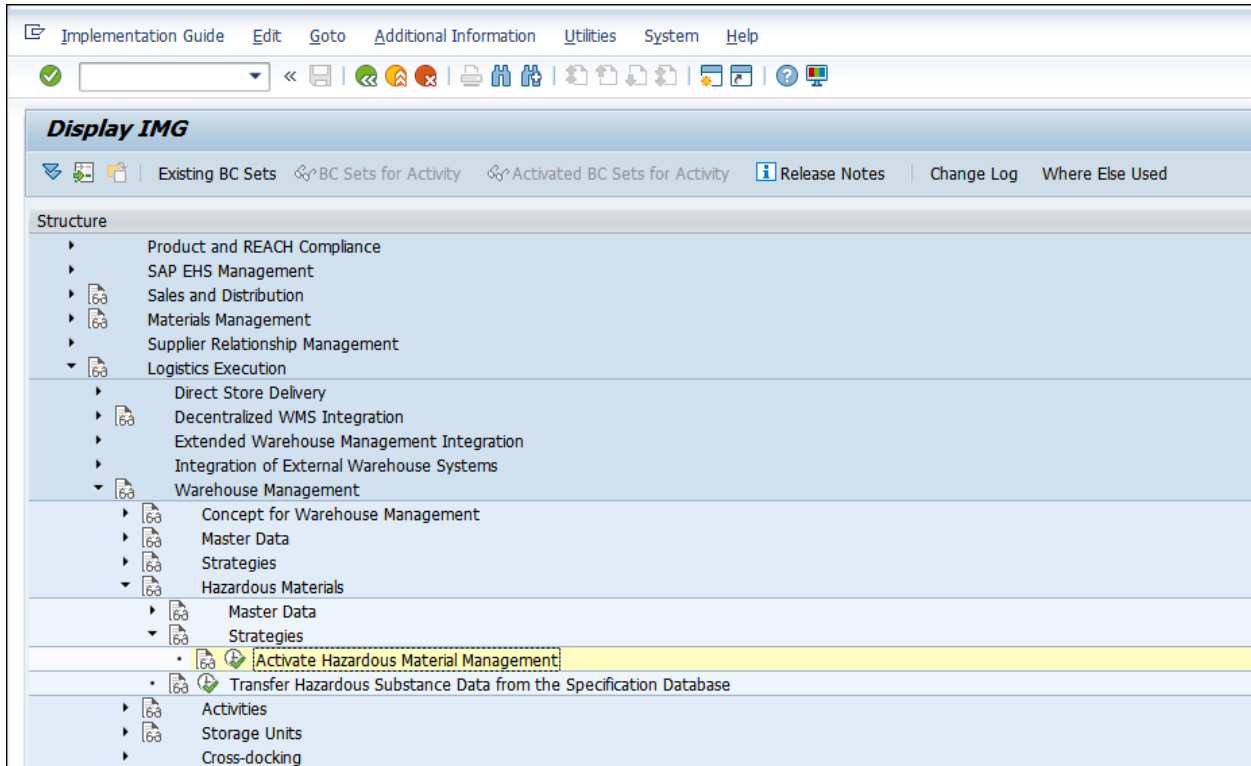 Implementation Guide Edit Goto Additional Information Utilities System Help
Display IMG
Existing BC Sets BC Sets for Activity Activated BC Sets for Activity Release Notes Change Log Where Else Used
Structure
Product and REACH Compliance
SAP EHS Management
Sales and Distribution
Materials Management
Supplier Relationship Management
Logistics Execution
Direct Store Delivery
Decentralized WMS Integration
Extended Warehouse Management Integration
Integration of External Warehouse Systems
Warehouse Management
Concept for Warehouse Management
Master Data
Strategies
Hazardous Materials
Master Data
Strategies
Activate Hazardous Material Management
Transfer Hazardous Substance Data from the Specification Database
Activities
Storage Units
Cross-docking